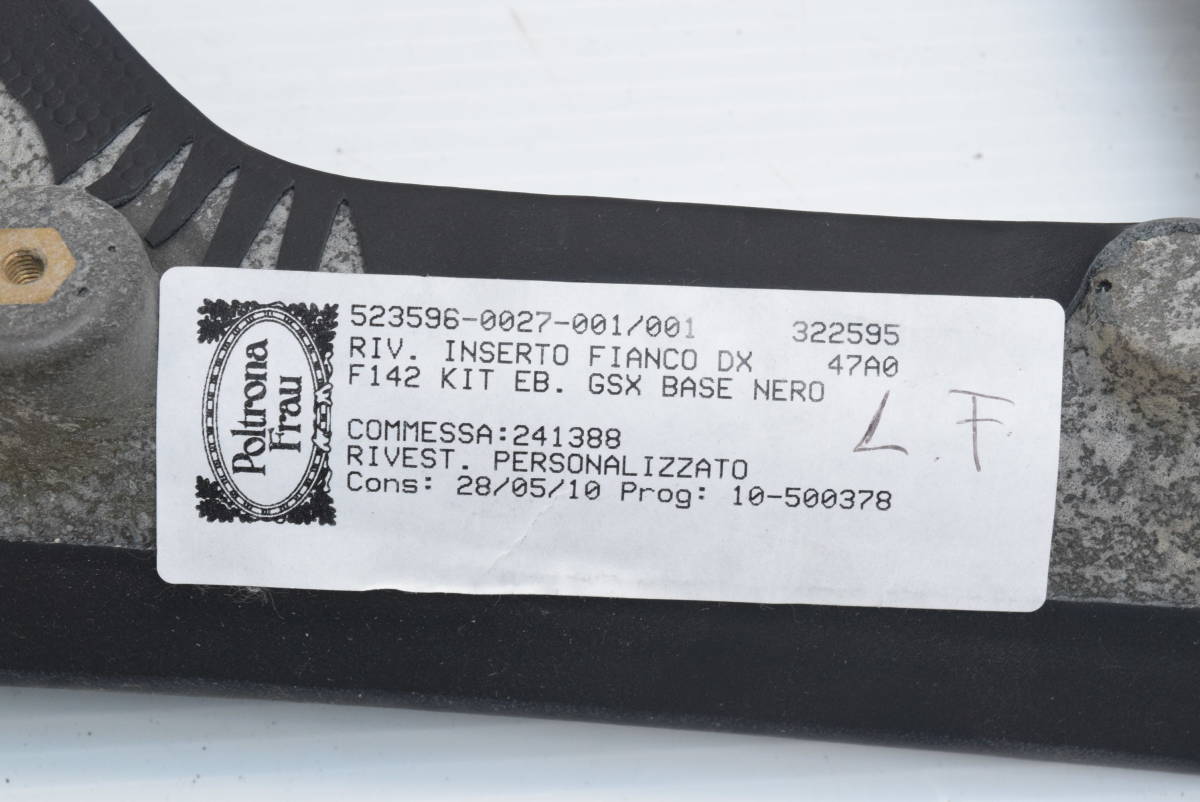 Poltrona
Frau
523596-0027-001/001 322595
RIV. INSERTO FIANCO DX 47A0
F142 KIT EB. GSX BASE NERO
L F
COMMESSA:241388
RIVEST. PERSONALIZZATO
Cons: 28/05/10 Prog: 10-500378